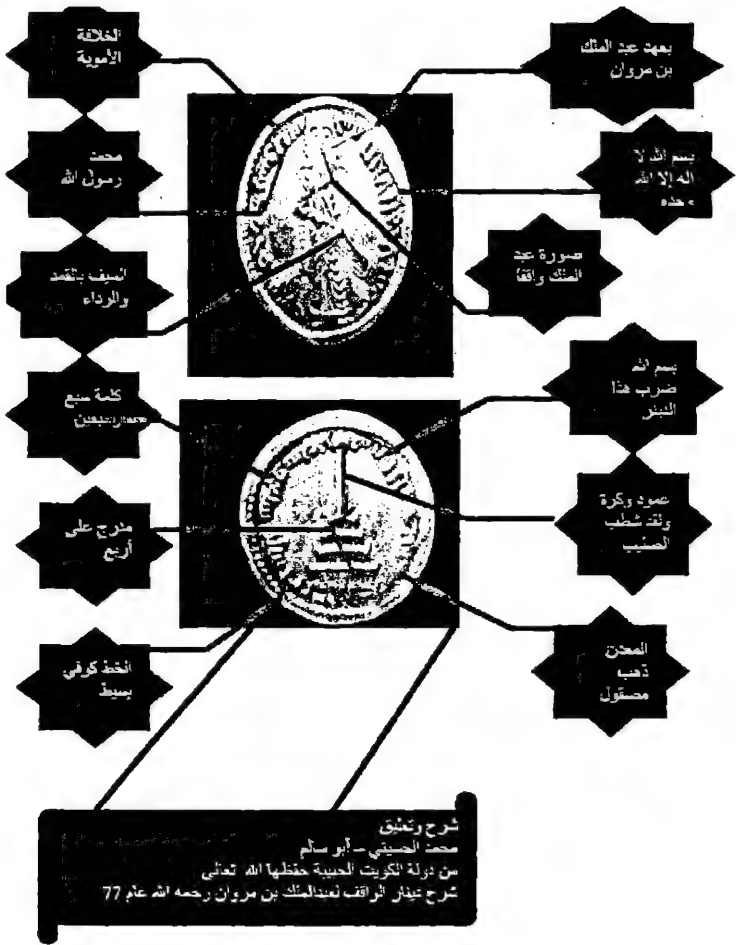 الخلافة
الأموية
بعهد عبد الملك
بن مروان
محمد
رسول الله
بسم الله لا
اله إلا الله
وحده
السيف بالغمد
والرداء
صورة عبد
الملك واقفا
كلمة سبع
بسم الله
ضرب هذا
مدرج على
أربع
عمود وكرة
وقد شطب
الصليب
الخط كوفي
بسيط
المعدن
ذهب
مصقول
شرح وتعليق
محمد الحسيني – أبو سالم
من دولة الكويت الحبيبة حفظها الله تعالى
شرح دينار الواقف لعبدالملك بن مروان رحمه الله عام 77